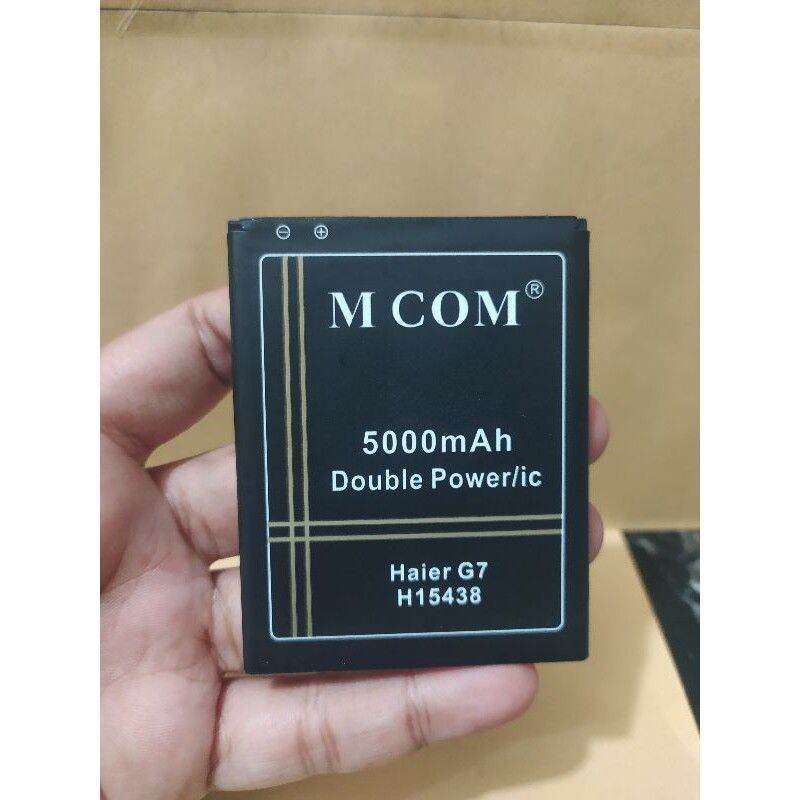 ⊖ ⊕
M COM®
5000mAh
Double Power/ic
Haier G7
H15438